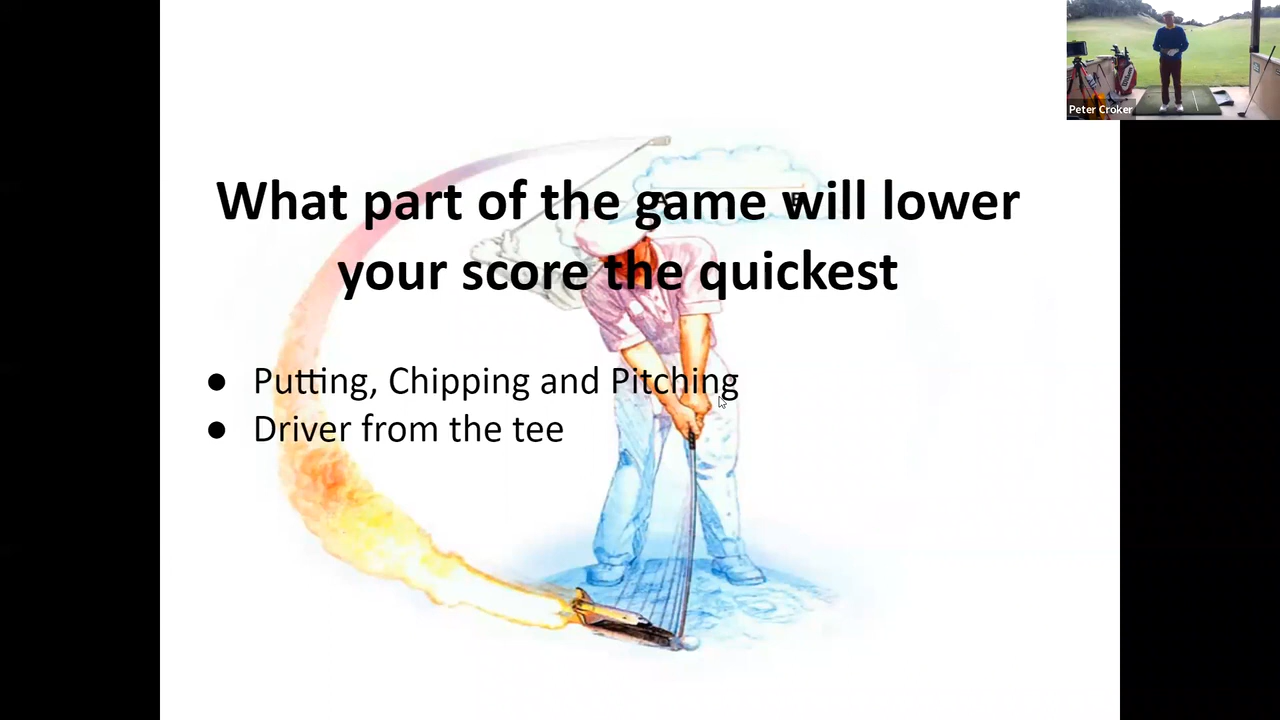 Peter Croker
What part of the game will lower
your score the quickest
● Putting, Chipping and Pitching
● Driver from the tee